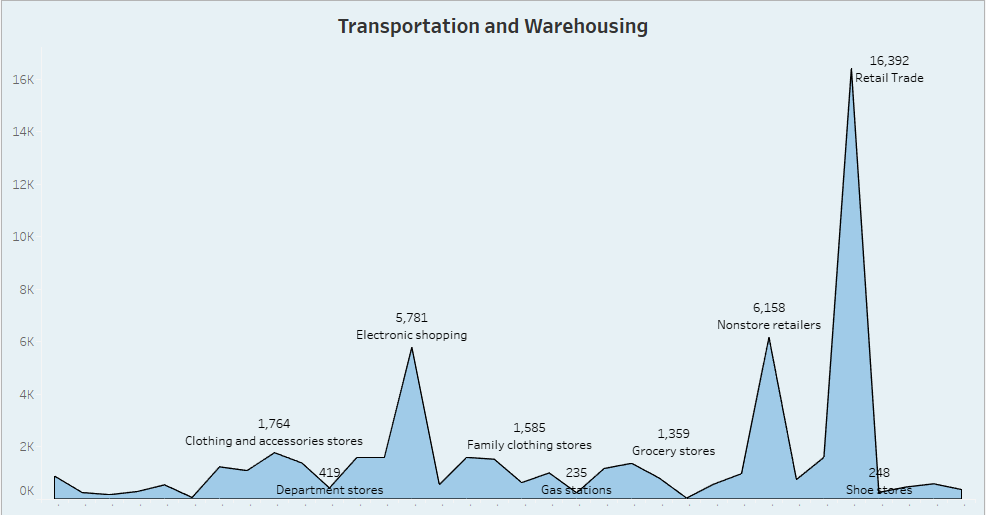 Transportation and Warehousing
16,392
Retail Trade
16K
14K
12K
10K
8K
6K
4K
2K
0K
6,158
Nonstore retailers
5,781
Electronic shopping
1,764
Clothing and accessories stores
1,585
Family clothing stores
1,359
Grocery stores
419
Department stores
235
Gas stations
248
Shoe stores